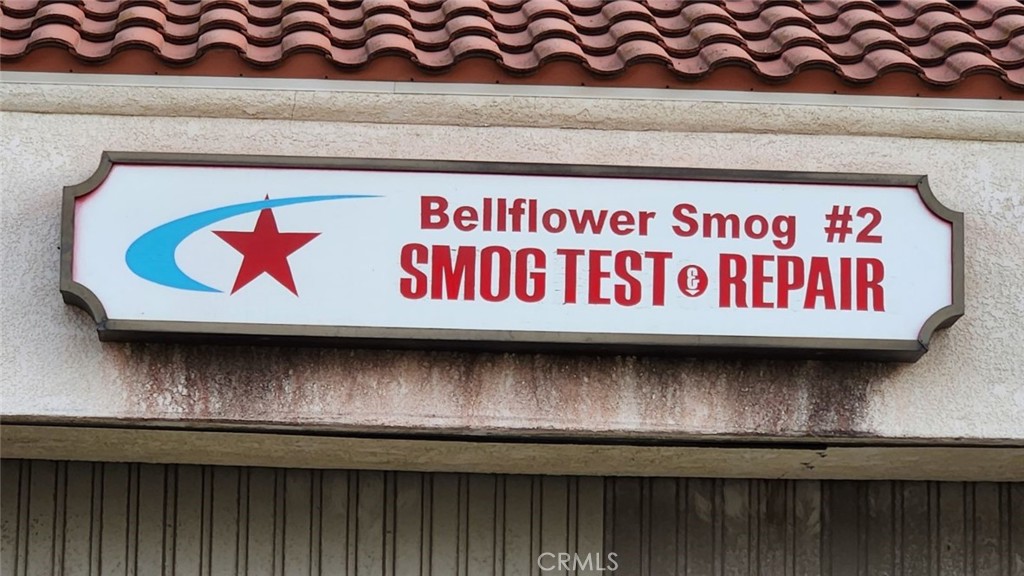 Bellflower Smog #2
SMOG TEST & REPAIR
CRMLS